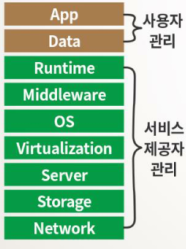 App
Data
사용자
관리
Runtime
Middleware
OS
Virtualization
Server
Storage
Network
서비스
제공자
관리